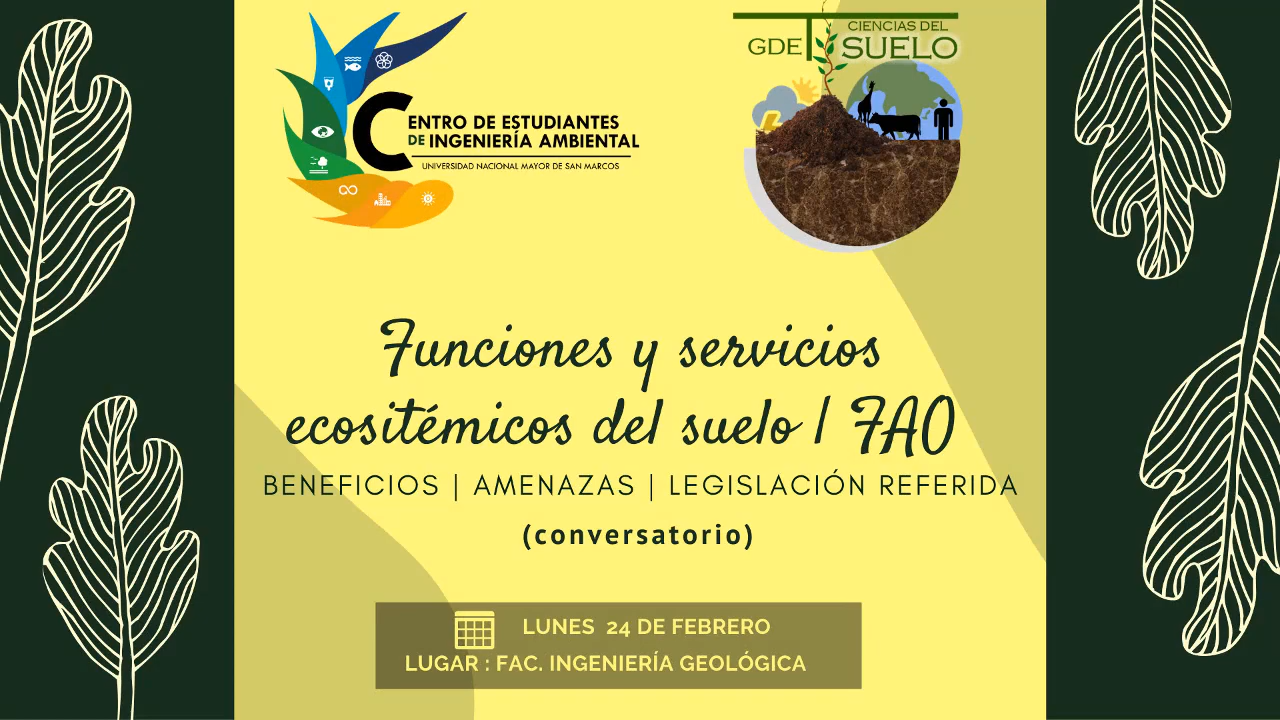 CENTRO DE ESTUDIANTES
DE INGENIERÍA AMBIENTAL
UNIVERSIDAD NACIONAL MAYOR DE SAN MARCOS
CIENCIAS DEL
GDET SUELO
Funciones y servicios
ecositémicos del suelo / FAO
BENEFICIOS | AMENAZAS | LEGISLACIÓN REFERIDA
(conversatorio)
LUNES 24 DE FEBRERO
LUGAR : FAC. INGENIERÍA GEOLÓGICA